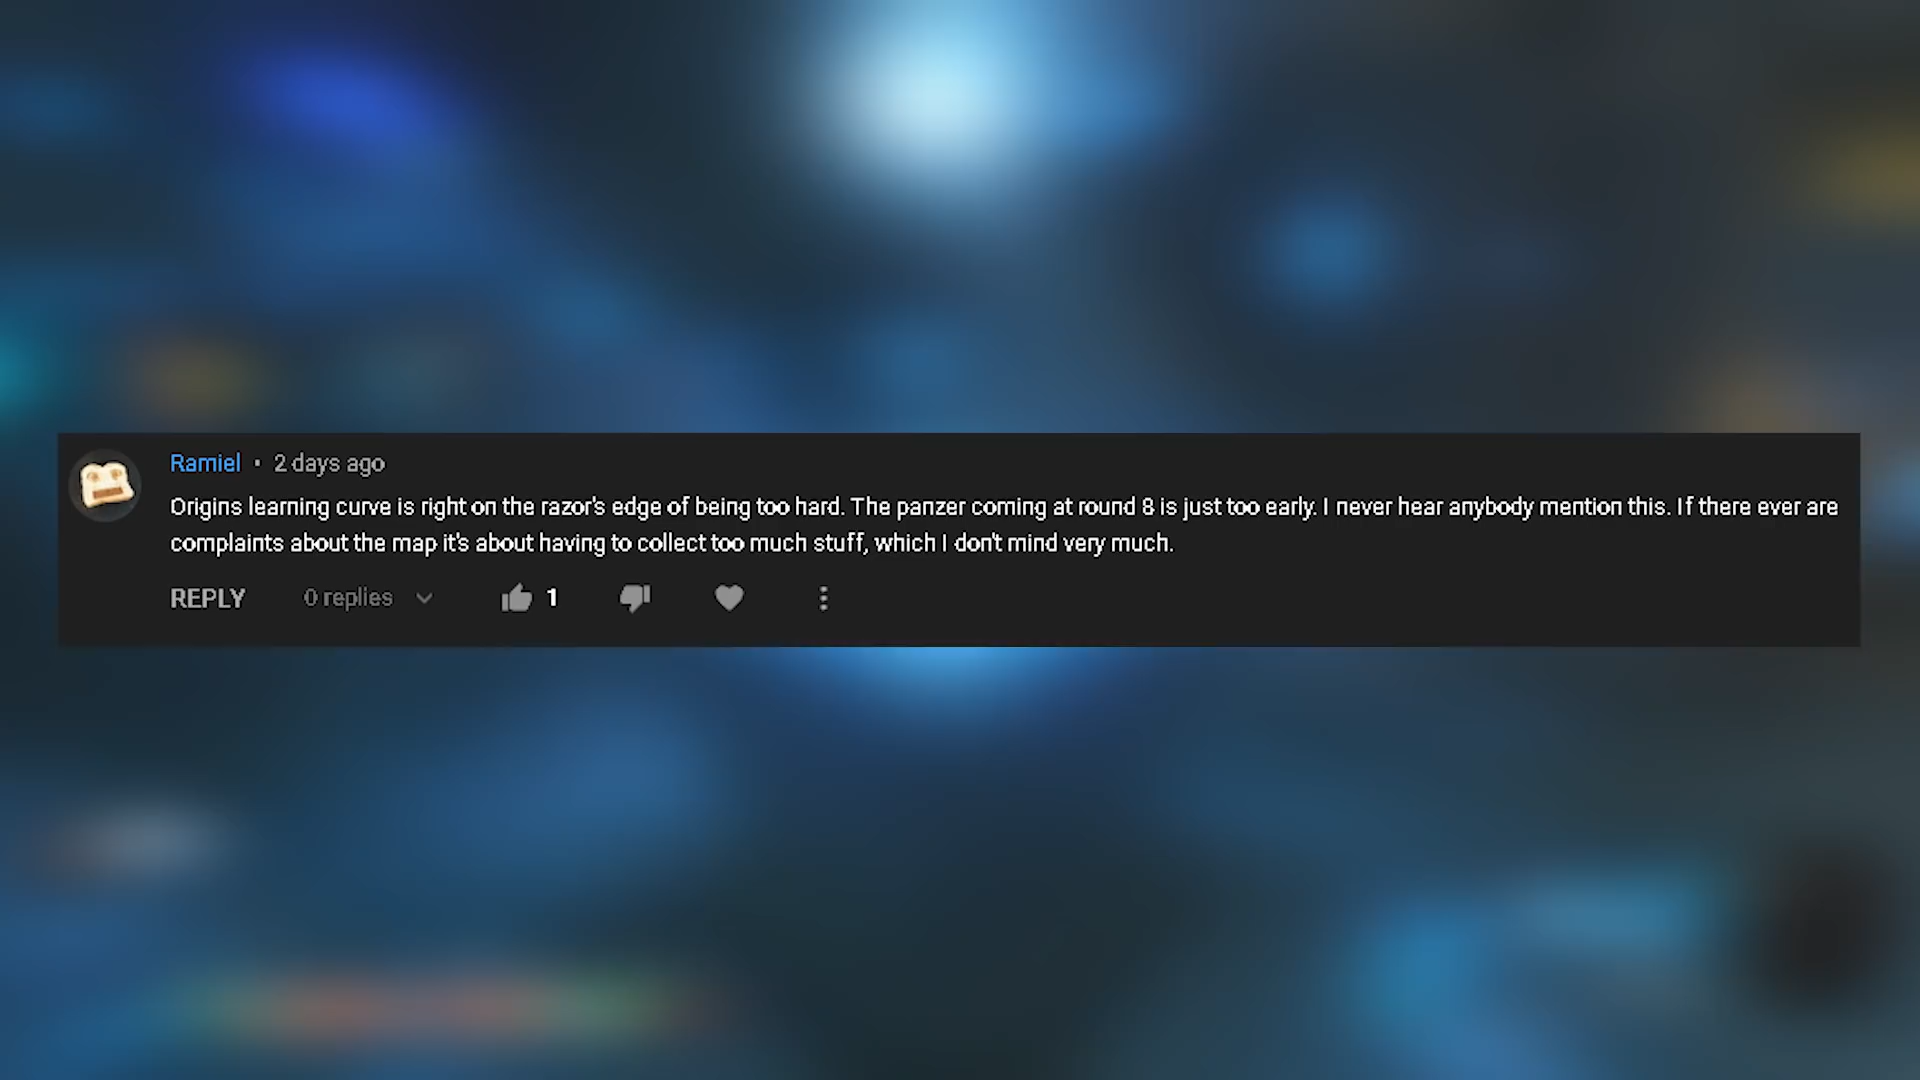 Ramiel • 2 days ago
Origins learning curve is right on the razor's edge of being too hard. The panzer coming at round 8 is just too early. I never hear anybody mention this. If there ever are
complaints about the map it's about having to collect too much stuff, which I don't mind very much.
REPLY 0 replies 1